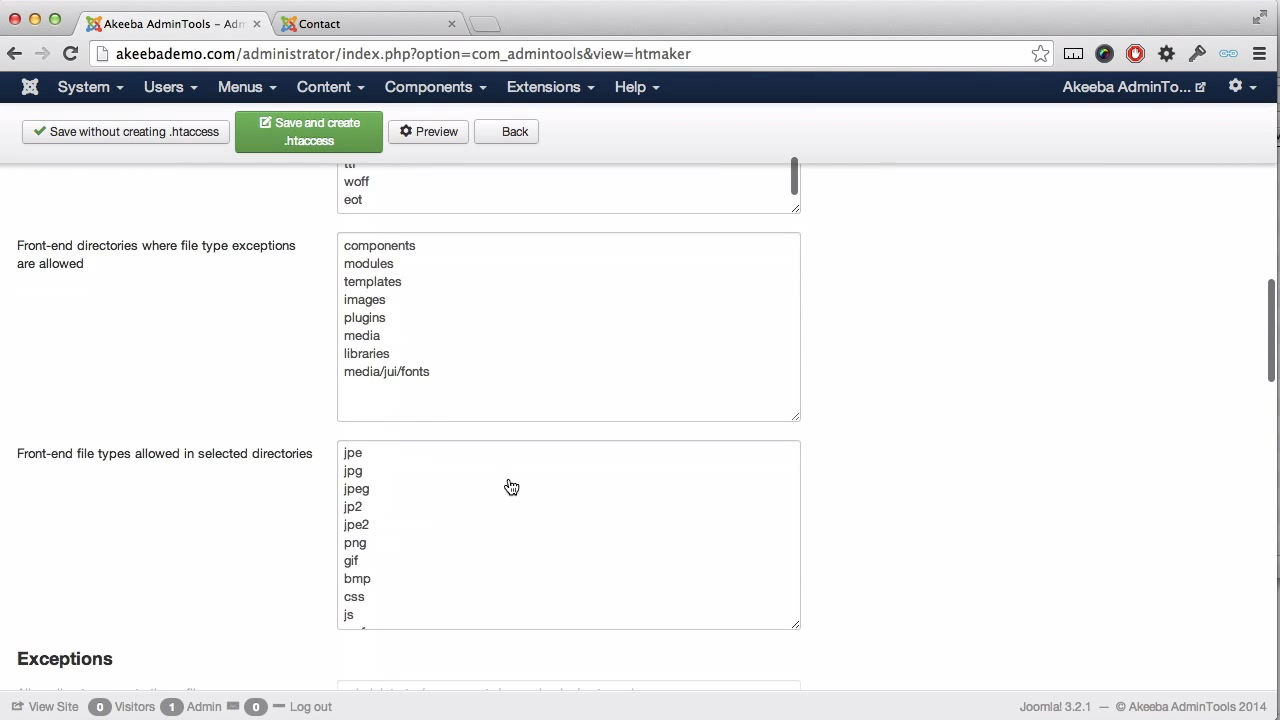 Akeeba AdminTools – Adm
Contact
akeebademo.com/administrator/index.php?option=com_admintools&view=htmaker
System Users Menus Content Components Extensions Help Akeeba AdminTo...
Save without creating .htaccess
Save and create
.htaccess
Preview
Back
ttf
woff
eot
Front-end directories where file type exceptions
are allowed
components
modules
templates
images
plugins
media
libraries
media/jui/fonts
Front-end file types allowed in selected directories
jpe
jpg
jpeg
jp2
jpe2
png
gif
bmp
css
js
Exceptions
View Site 0 Visitors 1 Admin 0 Log out Joomla! 3.2.1 — © Akeeba AdminTools 2014